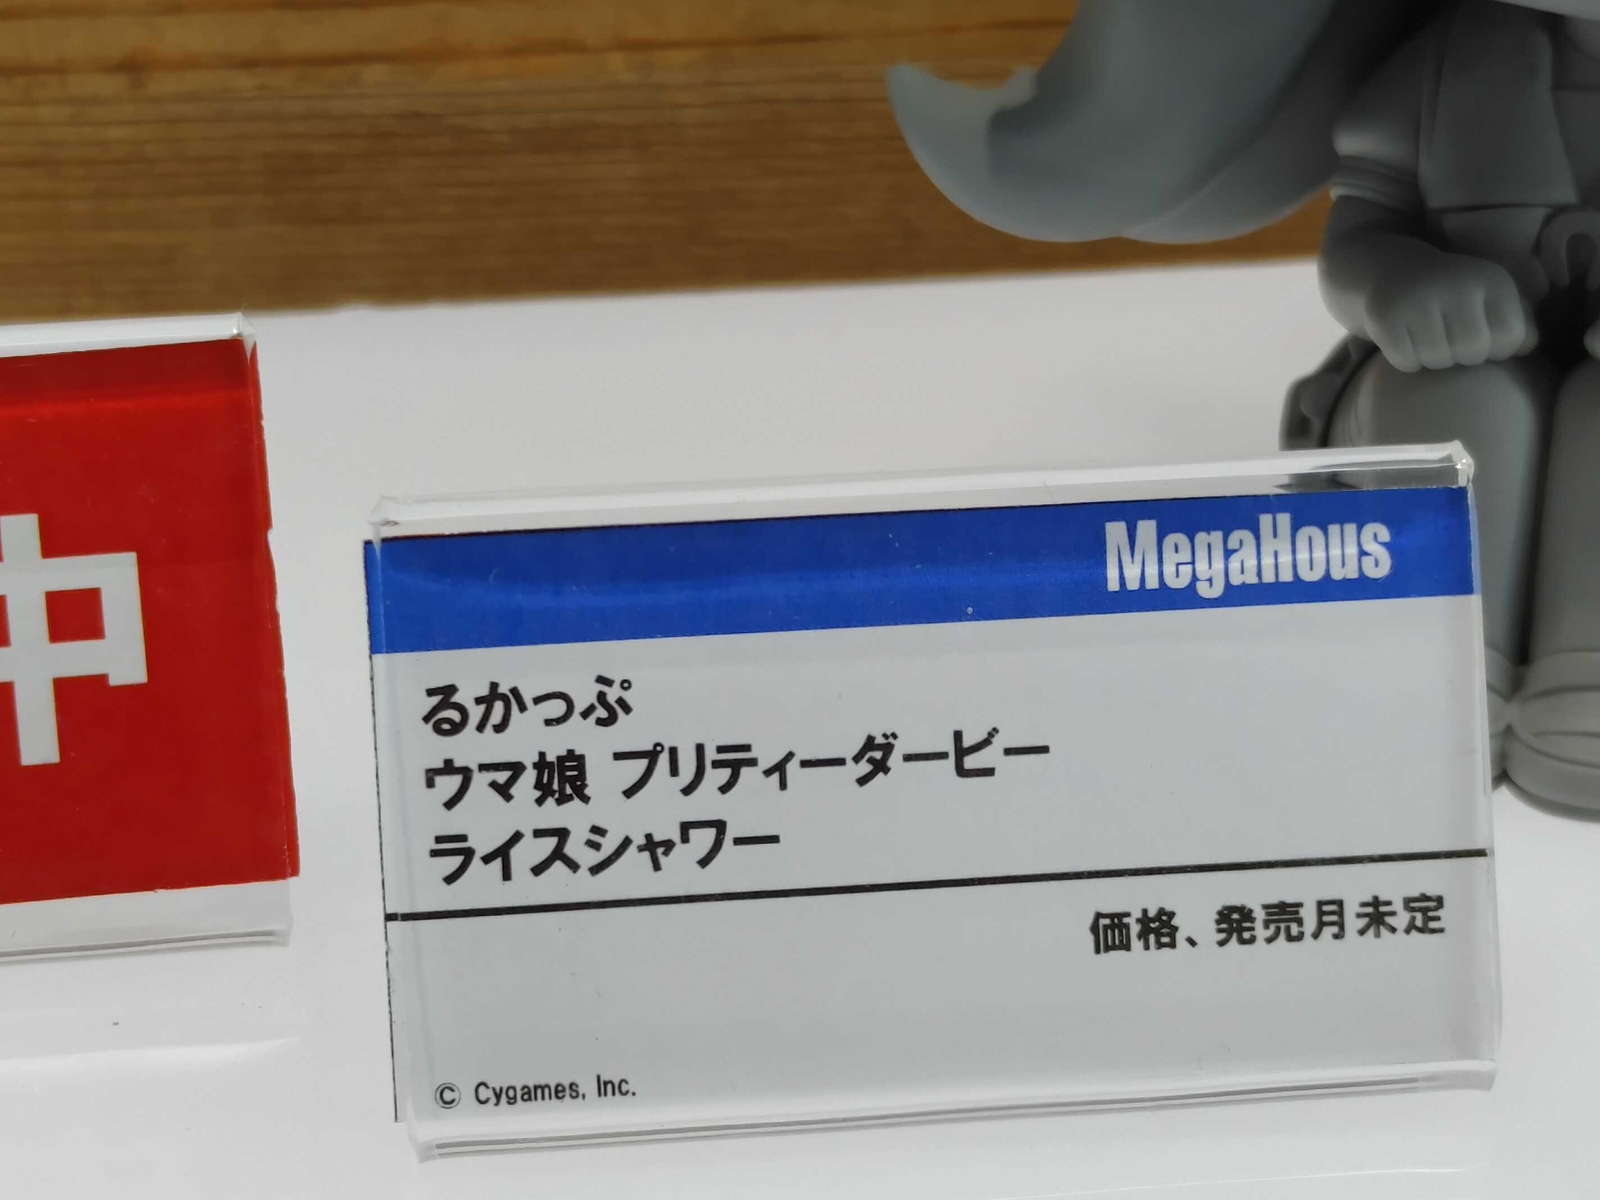 中
MegaHous
るかっぷ
ウマ娘 プリティーダービー
ライスシャワー
価格、発売月未定
© Cygames, Inc.